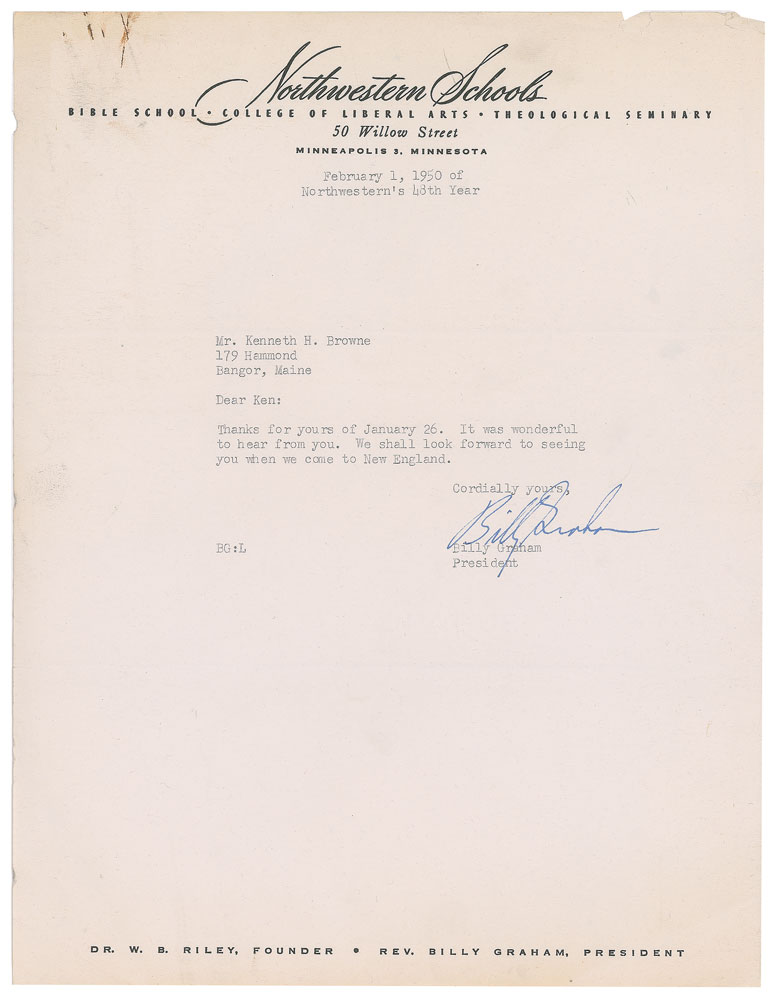 Northwestern Schools
BIBLE SCHOOL • COLLEGE OF LIBERAL ARTS • THEOLOGICAL SEMINARY
50 Willow Street
MINNEAPOLIS 3, MINNESOTA
February 1, 1950 of
Northwestern's 48th Year
Mr. Kenneth H. Browne
179 Hammond
Bangor, Maine
Dear Ken:
Thanks for yours of January 26. It was wonderful
to hear from you. We shall look forward to seeing
you when we come to New England.
Cordially yours,
Billy Graham
BG:L
Billy Graham
President
DR. W. B. RILEY, FOUNDER • REV. BILLY GRAHAM, PRESIDENT